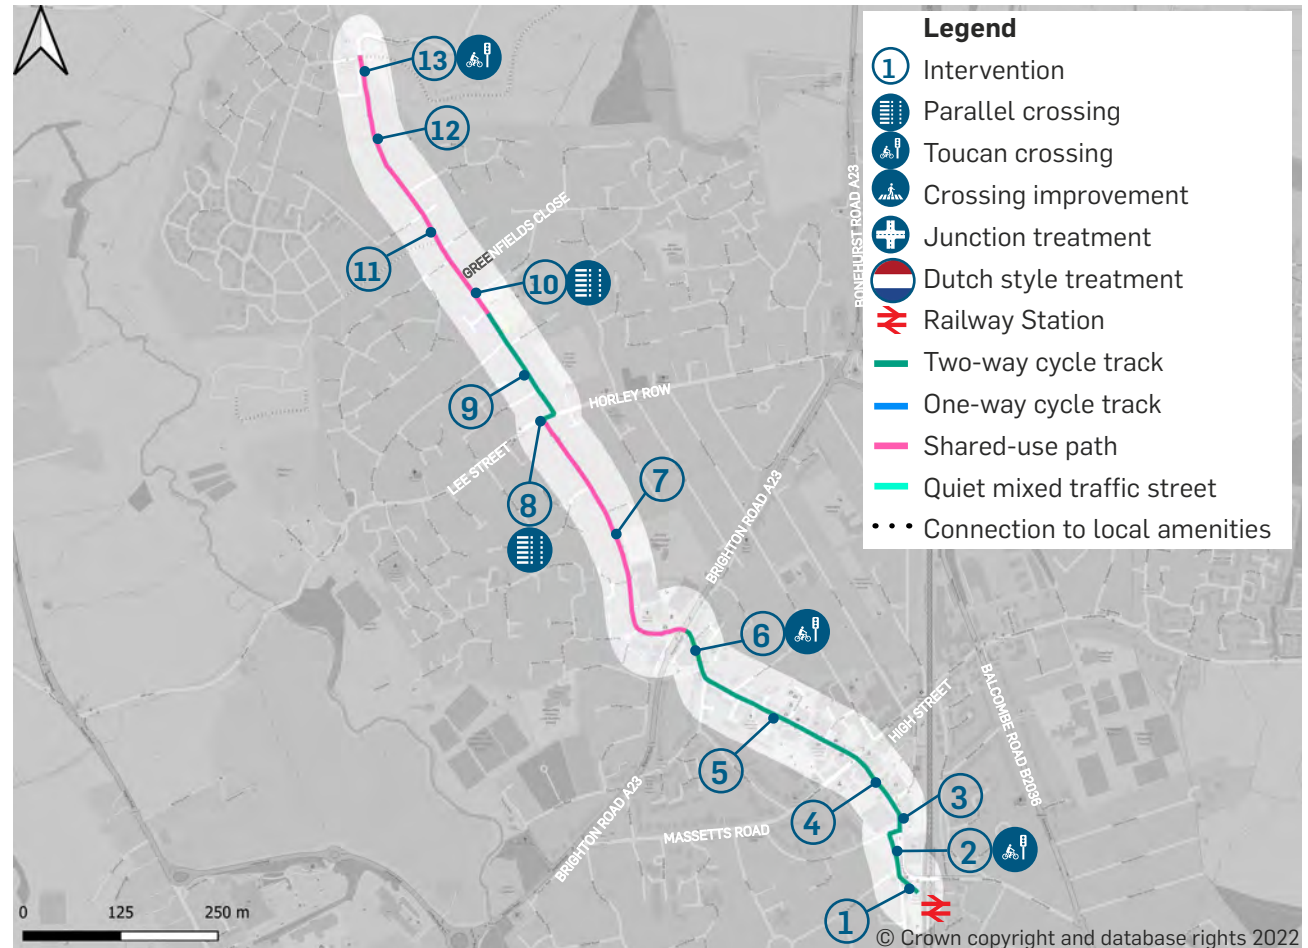 Legend
1 Intervention
Parallel crossing
Toucan crossing
Crossing improvement
Junction treatment
Dutch style treatment
Railway Station
Two-way cycle track
One-way cycle track
Shared-use path
Quiet mixed traffic street
Connection to local amenities
13
12
11
GREENFIELDS CLOSE
10
BONEHURST ROAD A23
9
HORLEY ROW
LEE STREET
8
7
BRIGHTON ROAD A23
6
5
HIGH STREET
BALCOMBE ROAD B2036
4
3
MASSETTS ROAD
BRIGHTON ROAD A23
2
1
0 125 250 m
© Crown copyright and database rights 2022